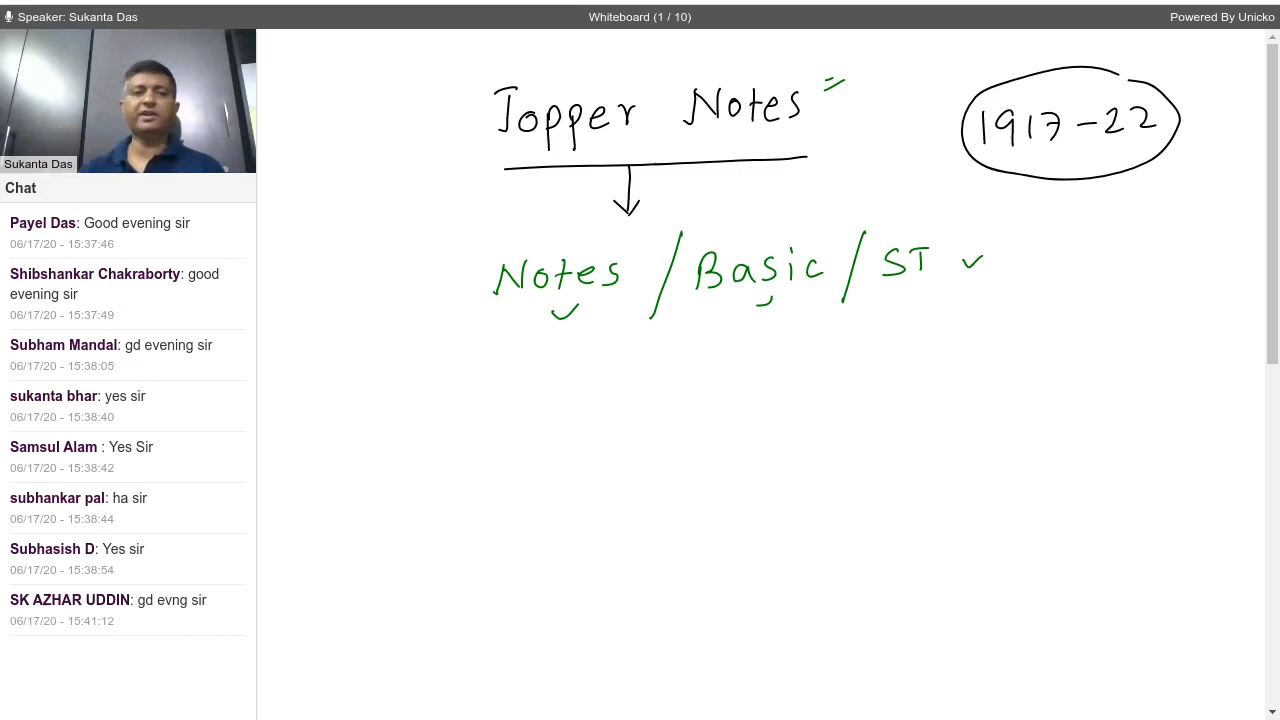 Speaker: Sukanta Das
Whiteboard (1 / 10)
Powered By Unicko
Sukanta Das
Chat
Payel Das: Good evening sir
06/17/20 - 15:37:46
Shibshankar Chakraborty: good
evening sir
06/17/20 - 15:37:49
Subham Mandal: gd evening sir
06/17/20 - 15:38:05
sukanta bhar: yes sir
06/17/20 - 15:38:40
Samsul Alam : Yes Sir
06/17/20 - 15:38:42
subhankar pal: ha sir
06/17/20 - 15:38:44
Subhasish D: Yes sir
06/17/20 - 15:38:54
SK AZHAR UDDIN: gd evng sir
06/17/20 - 15:41:12
Topper Notes
1917-22
Notes / Basic / ST